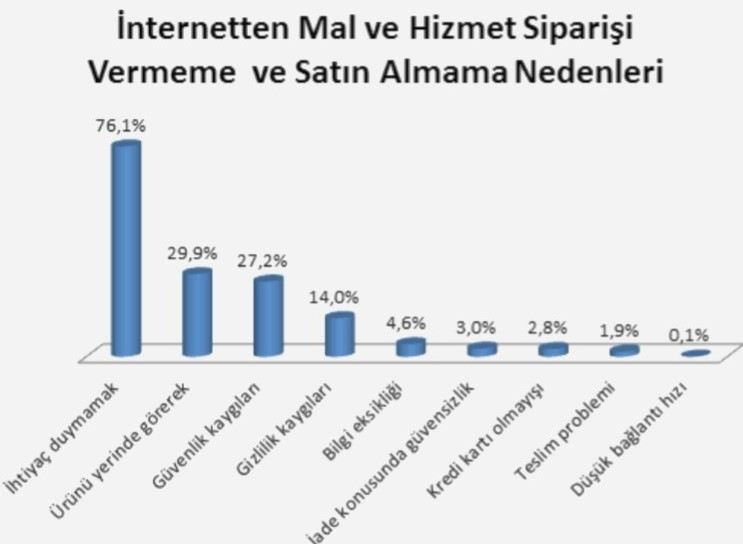 İnternetten Mal ve Hizmet Siparişi
Vermeme ve Satın Almama Nedenleri
76,1%
29,9%
27,2%
14,0%
4,6%
3,0%
2,8%
1,9%
0,1%
İhtiyaç duymamak
Ürünü yerinde görerek
Güvenlik kaygıları
Gizlilik kaygıları
Bilgi eksikliği
İade konusunda güvensizlik
Kredi kartı olmayışı
Teslim problemi
Düşük bağlantı hızı